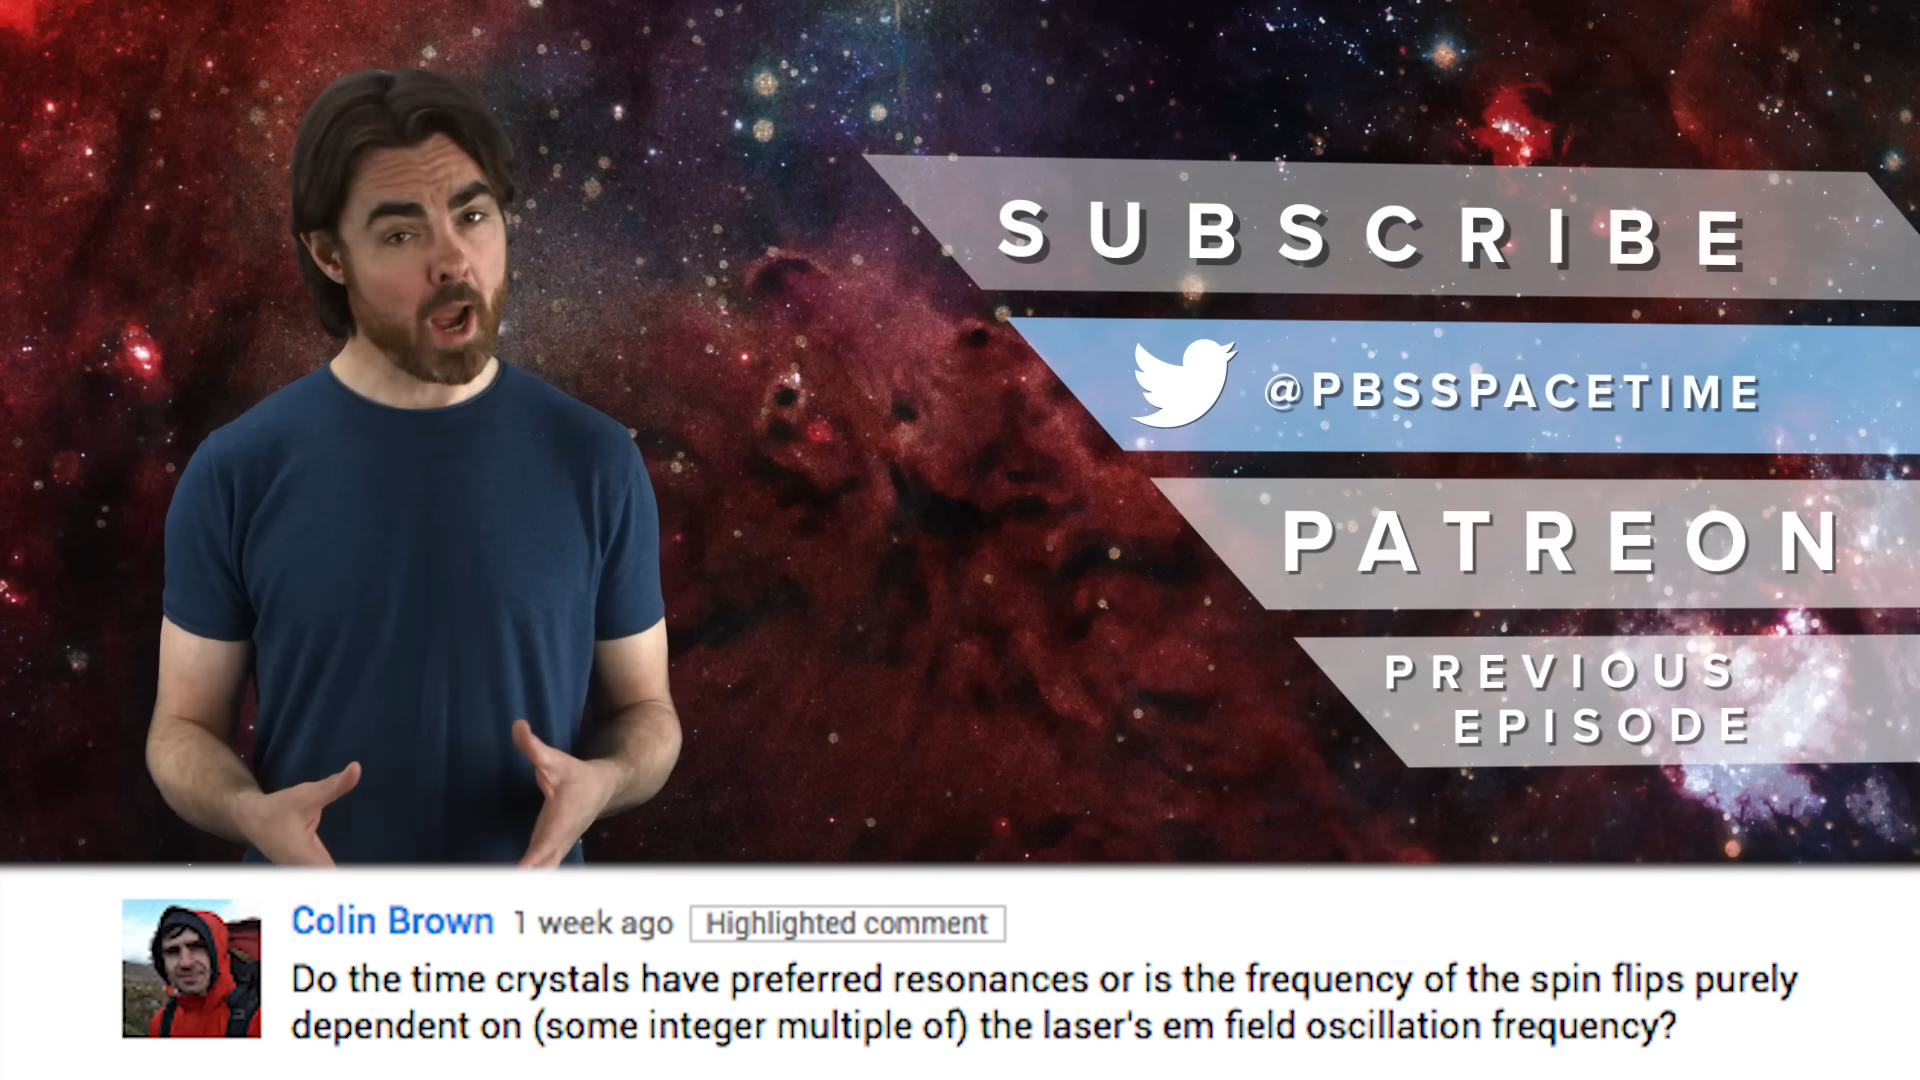 SUBSCRIBE
@PBSSPACETIME
PATREON
PREVIOUS
EPISODE
Colin Brown 1 week ago Highlighted comment
Do the time crystals have preferred resonances or is the frequency of the spin flips purely
dependent on (some integer multiple of) the laser's em field oscillation frequency?